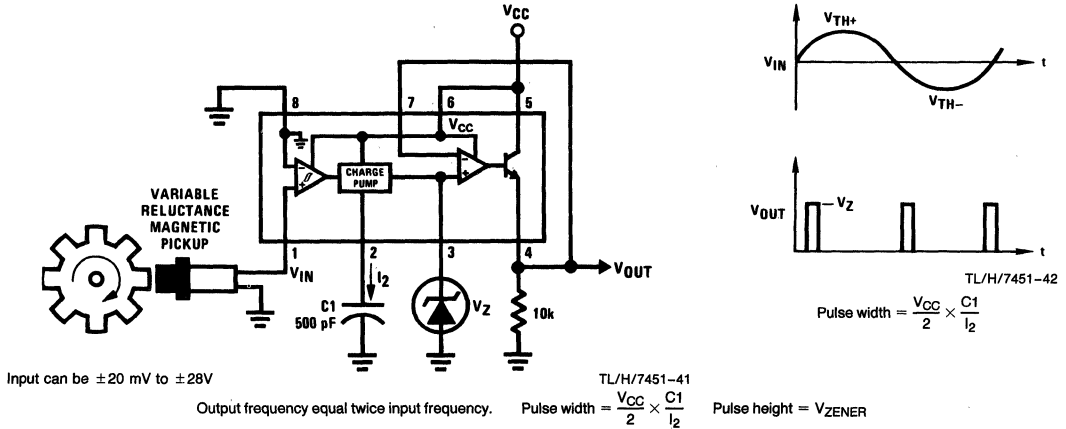 VCC
8
7
6
5
VCC
CHARGE
PUMP
−
+
−
+
VARIABLE
RELUCTANCE
MAGNETIC
PICKUP
1
2
3
4
VIN
I2
C1
500 pF
VZ
10k
VOUT
VTH+
VIN
t
VTH−
VOUT
VZ
t
TL/H/7451-42
Pulse width = VCC/2 × C1/I2
Input can be ±20 mV to ±28V
TL/H/7451-41
Output frequency equal twice input frequency. Pulse width = VCC/2 × C1/I2 Pulse height = VZENER